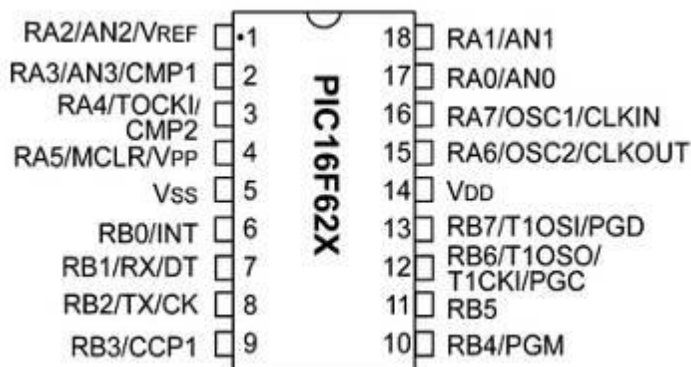 RA2/AN2/VREF
RA3/AN3/CMP1
RA4/TOCKI/
CMP2
RA5/MCLR/VPP
VSS
RB0/INT
RB1/RX/DT
RB2/TX/CK
RB3/CCP1
1
2
3
4
5
6
7
8
9
PIC16F62X
18
17
16
15
14
13
12
11
10
RA1/AN1
RA0/AN0
RA7/OSC1/CLKIN
RA6/OSC2/CLKOUT
VDD
RB7/T1OSI/PGD
RB6/T1OSO/
T1CKI/PGC
RB5
RB4/PGM